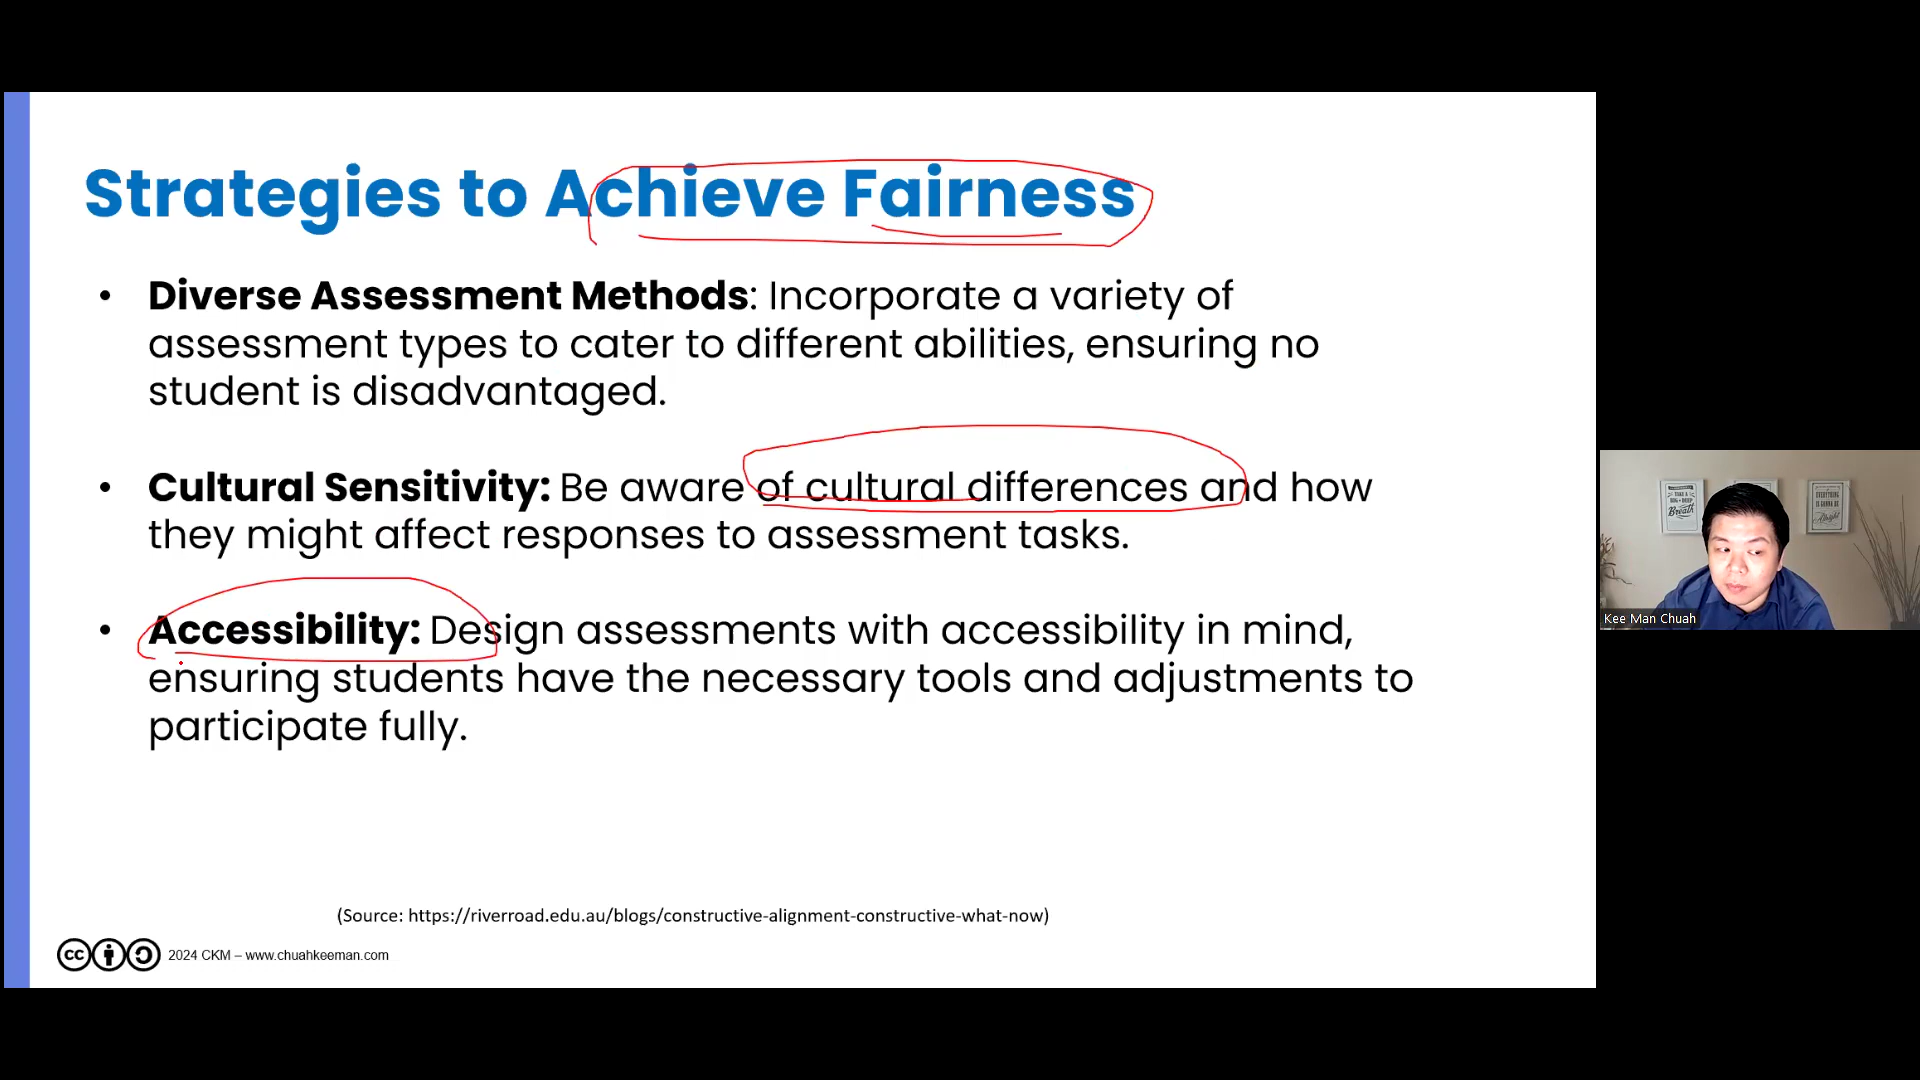 Strategies to Achieve Fairness
• Diverse Assessment Methods: Incorporate a variety of
assessment types to cater to different abilities, ensuring no
student is disadvantaged.
• Cultural Sensitivity: Be aware of cultural differences and how
they might affect responses to assessment tasks.
• Accessibility: Design assessments with accessibility in mind,
ensuring students have the necessary tools and adjustments to
participate fully.
(Source: https://riverroad.edu.au/blogs/constructive-alignment-constructive-what-now)
cc
2024 CKM – www.chuahkeeman.com
Breath
Kee Man Chuah